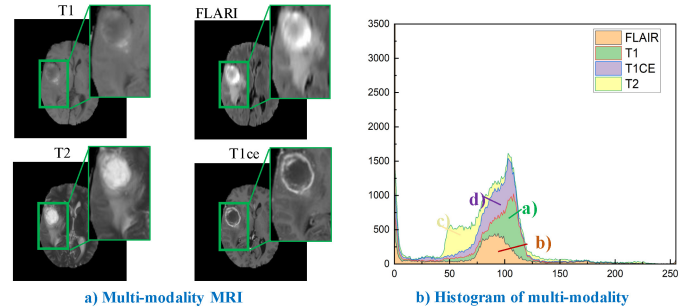 T1
FLARI
T2
T1ce
a) Multi-modality MRI
3500
3000
2500
2000
1500
1000
500
0
0
50
100
150
200
250
FLAIR
T1
T1CE
T2
d)
a)
c)
b)
b) Histogram of multi-modality